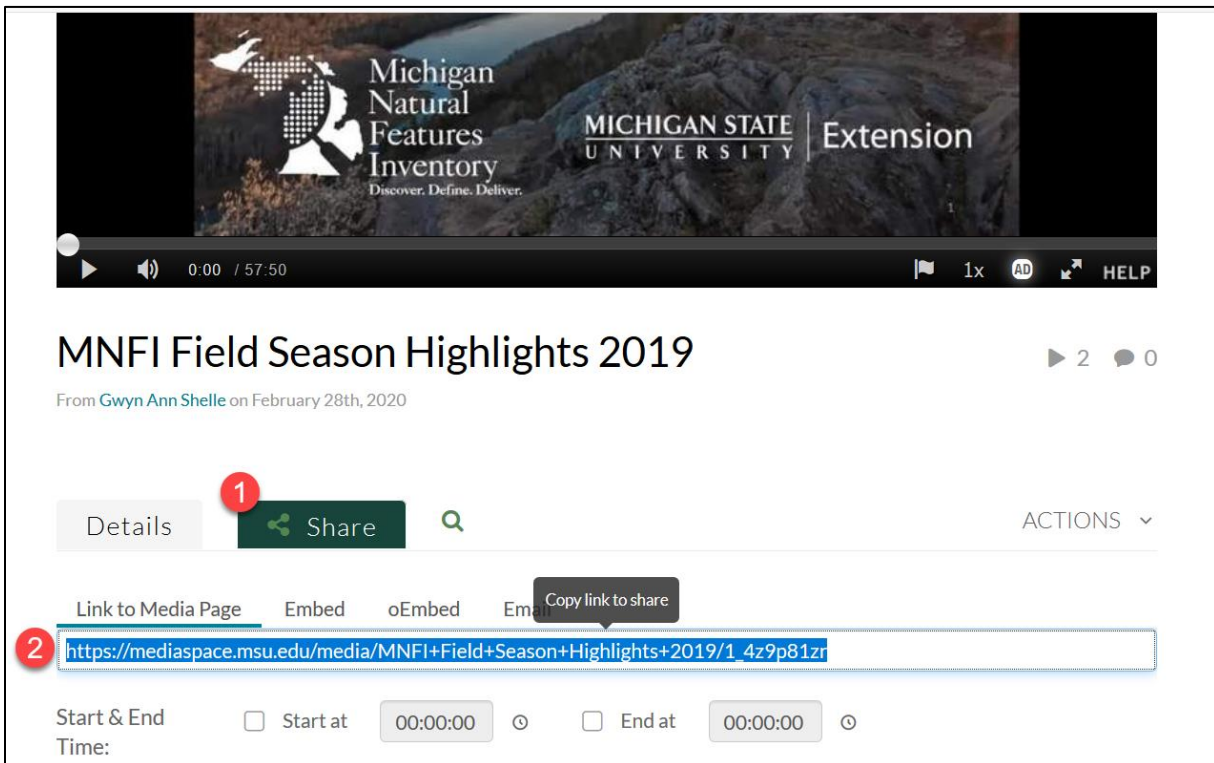 Michigan
Natural
Features
Inventory
Discover. Define. Deliver.
MICHIGAN STATE
UNIVERSITY
Extension
1
0:00 / 57:50
1x AD HELP
MNFI Field Season Highlights 2019
2 0
From Gwyn Ann Shelle on February 28th, 2020
1
Details Share ACTIONS
Copy link to share
Link to Media Page Embed oEmbed Email
2 https://mediaspace.msu.edu/media/MNFI+Field+Season+Highlights+2019/1_4z9p81zr
Start & End
Time:
Start at 00:00:00 End at 00:00:00